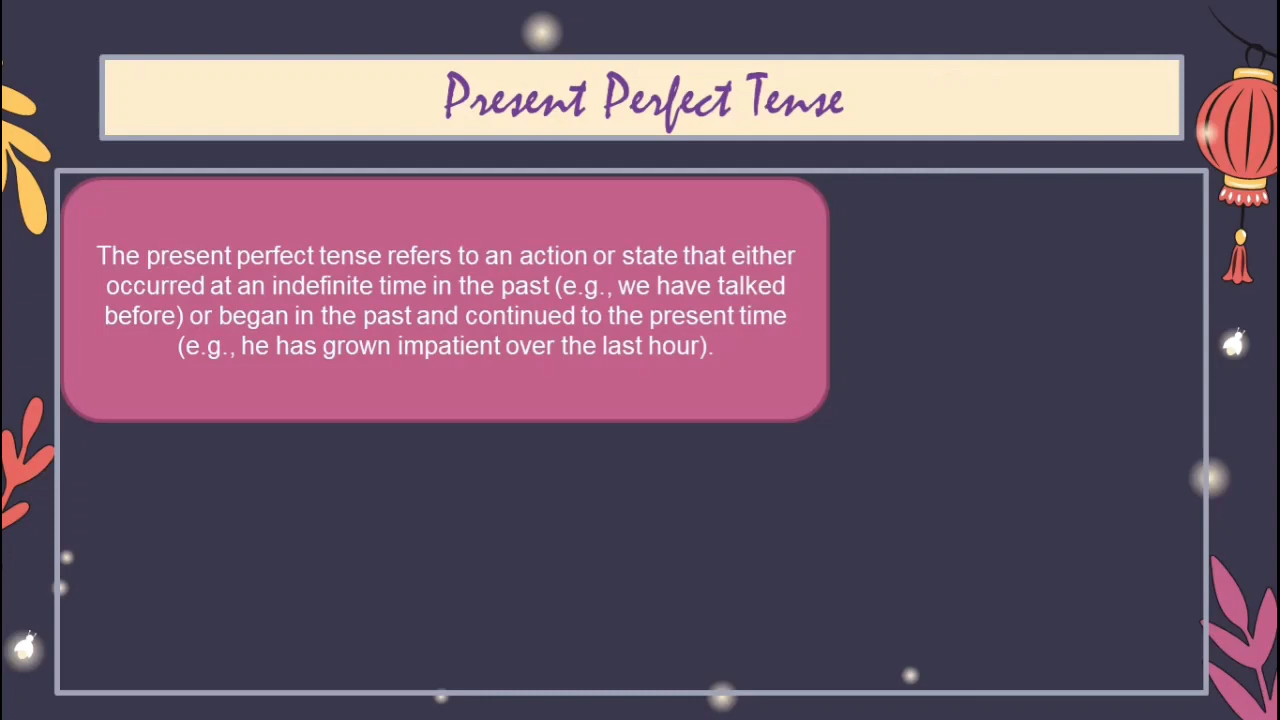 Present Perfect Tense
The present perfect tense refers to an action or state that either
occurred at an indefinite time in the past (e.g., we have talked
before) or began in the past and continued to the present time
(e.g., he has grown impatient over the last hour).